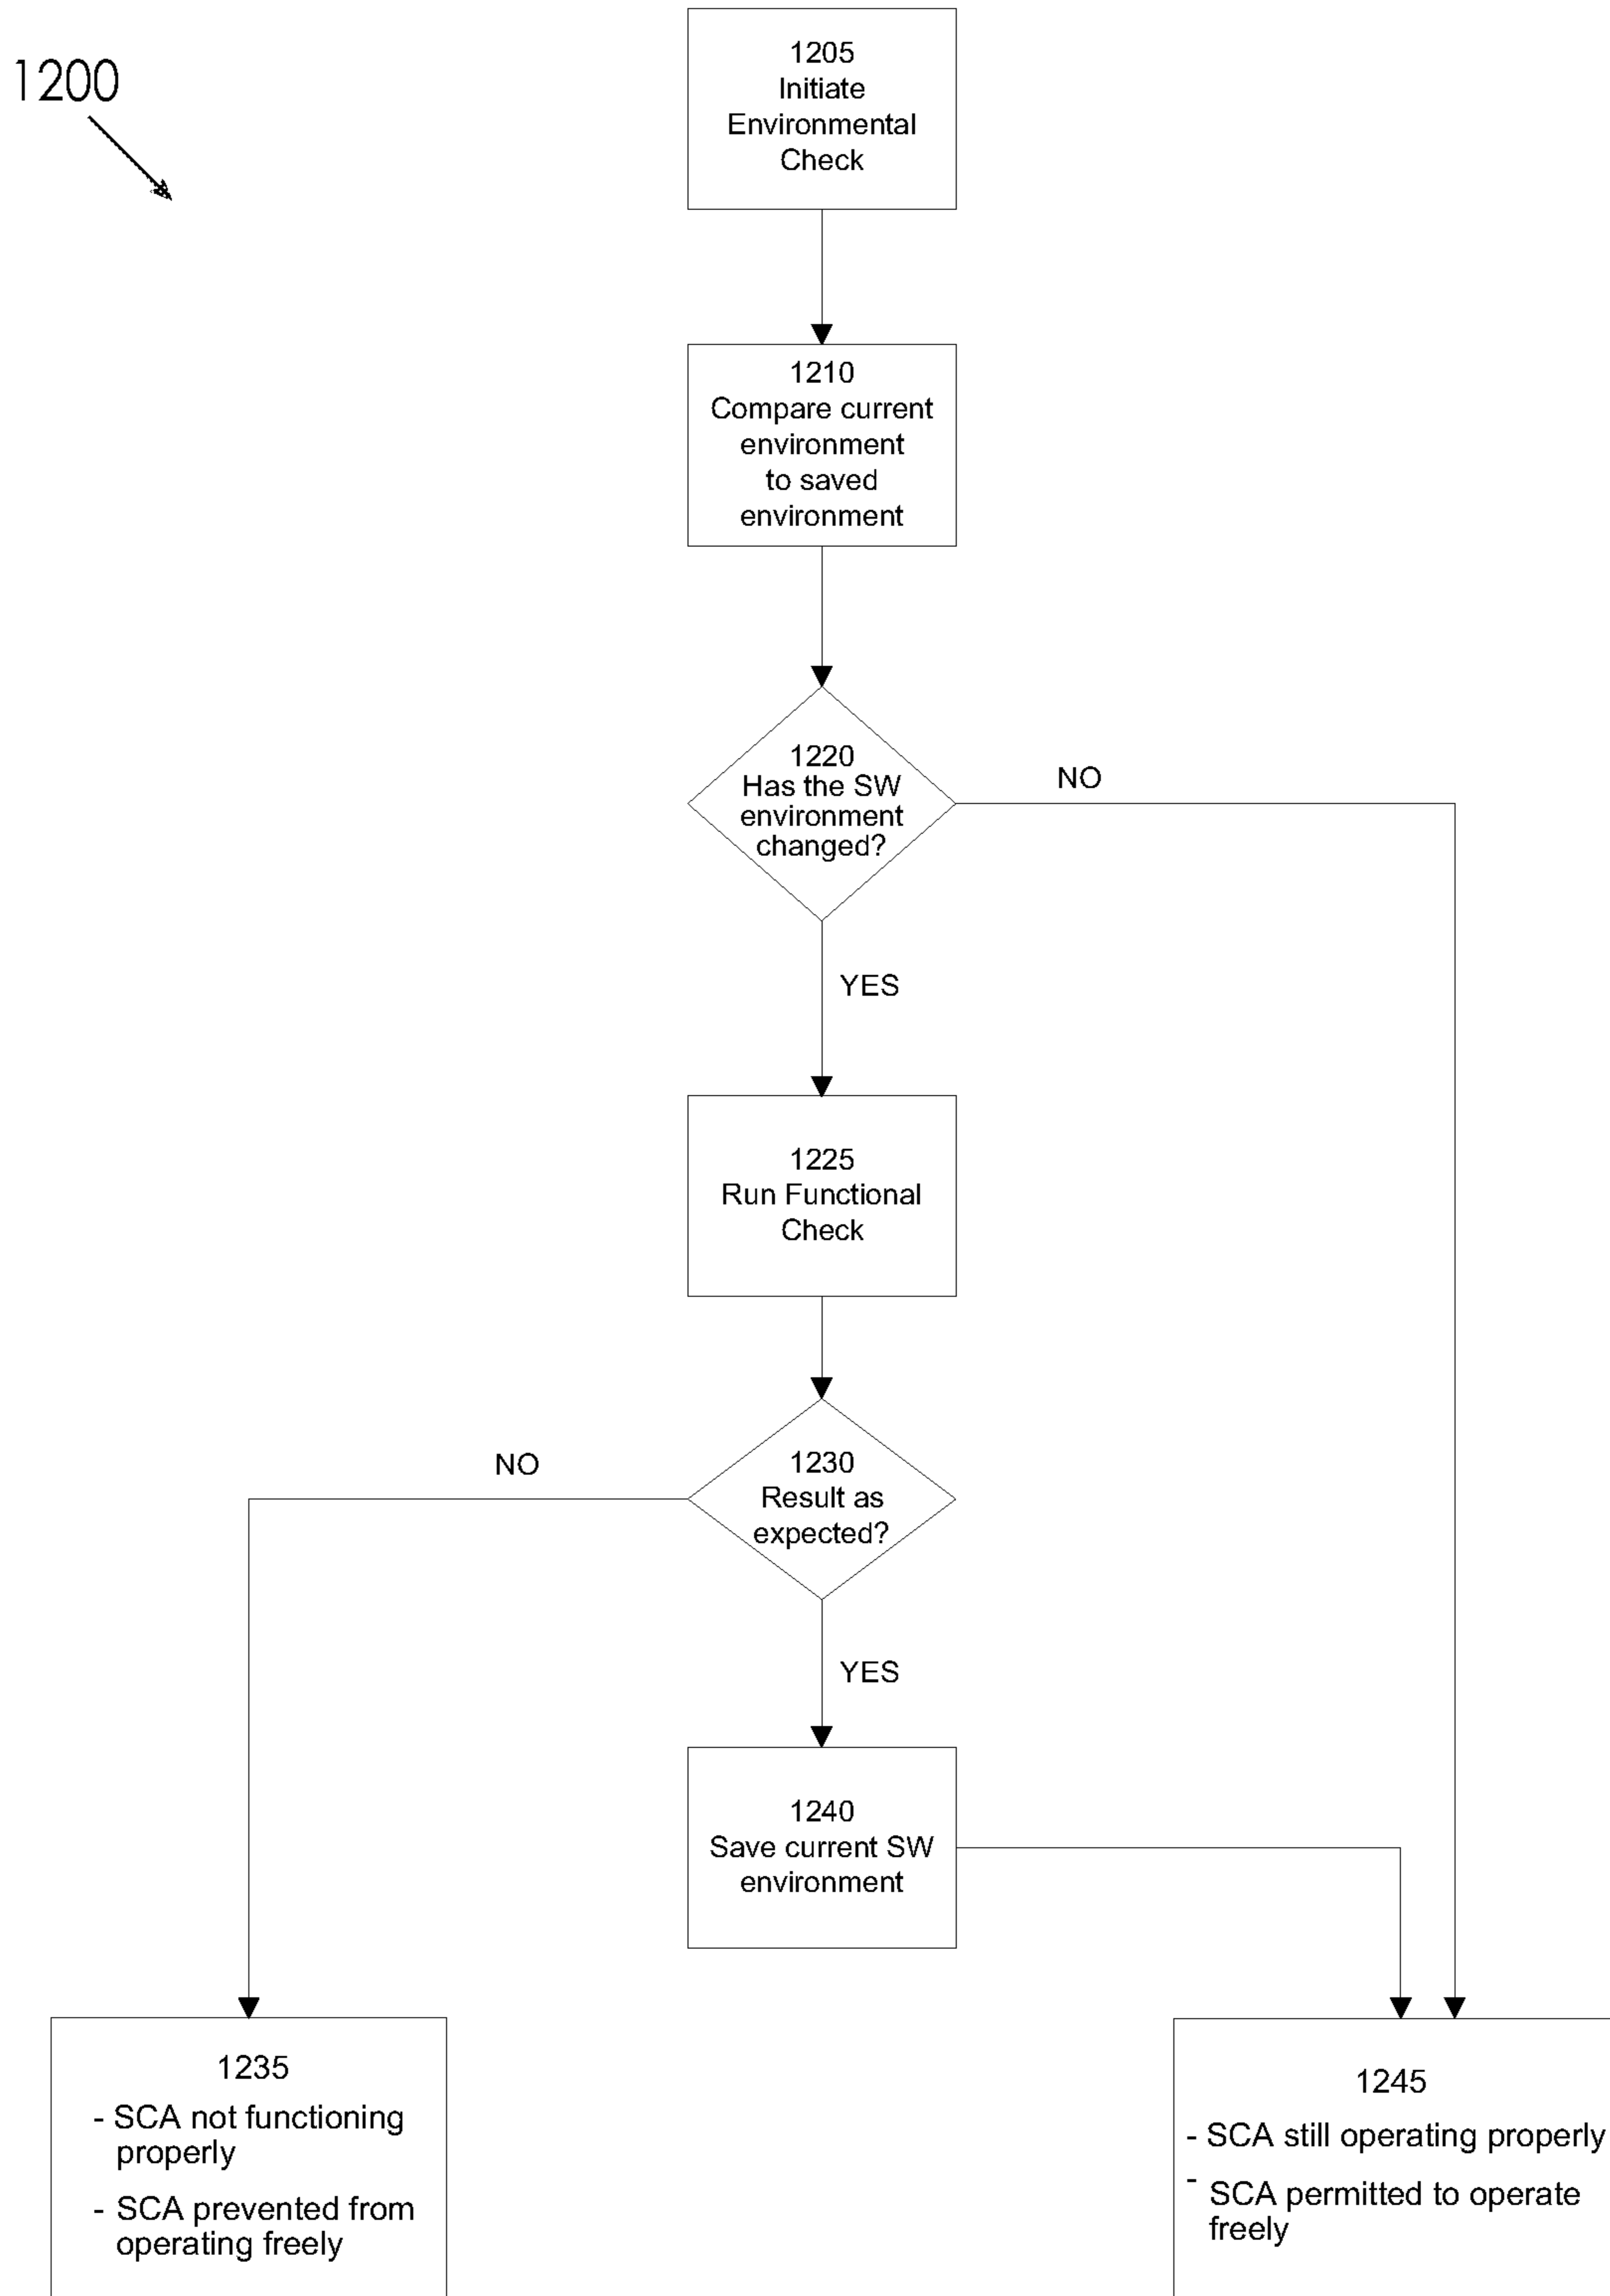 1200
1205
Initiate
Environmental
Check
1210
Compare current
environment
to saved
environment
1220
Has the SW
environment
changed?
NO
YES
1225
Run Functional
Check
NO
1230
Result as
expected?
YES
1240
Save current SW
environment
1235
- SCA not functioning
properly
- SCA prevented from
operating freely
1245
- SCA still operating properly
- SCA permitted to operate
freely